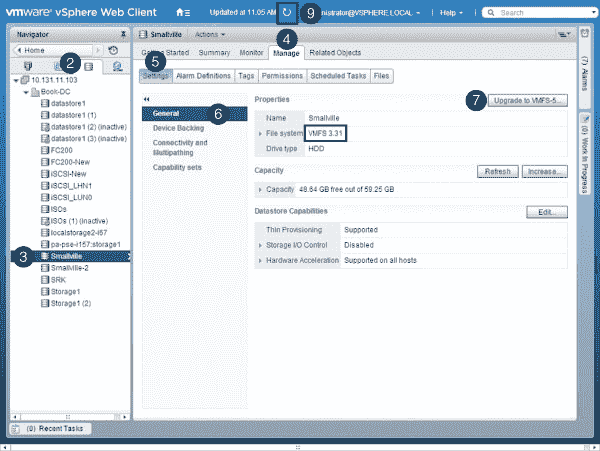 vmware® vSphere Web Client
Updated at 11.05 AM
9
ninistrator@VSPHERE.LOCAL
Help
Search
Navigator
Home
2
10.131.11.103
Book-DC
datastore1
datastore1 (1)
datastore1 (2) (inactive)
datastore1 (3) (inactive)
FC200
FC200-New
iSCSI-New
iSCSI_LHN1
iSCSI_LUN0
ISOs
ISOs (1) (inactive)
localstorage2-i57
pa-pse-i157:storage1
3
Smallville
Smallville-2
SRK
Storage1
Storage1 (2)
Smallville
Actions
4
Getting Started
Summary
Monitor
Manage
Related Objects
5
Settings
Alarm Definitions
Tags
Permissions
Scheduled Tasks
Files
General
6
Device Backing
Connectivity and
Multipathing
Capability sets
Properties
7
Upgrade to VMFS-5...
Name
Smallville
File system
VMFS 3.31
Drive type
HDD
Capacity
Refresh
Increase...
Capacity
48.64 GB free out of 59.25 GB
Datastore Capabilities
Edit...
Thin Provisioning
Supported
Storage I/O Control
Disabled
Hardware Acceleration
Supported on all hosts
(7) Alarms
(0) Work In Progress
(0) Recent Tasks